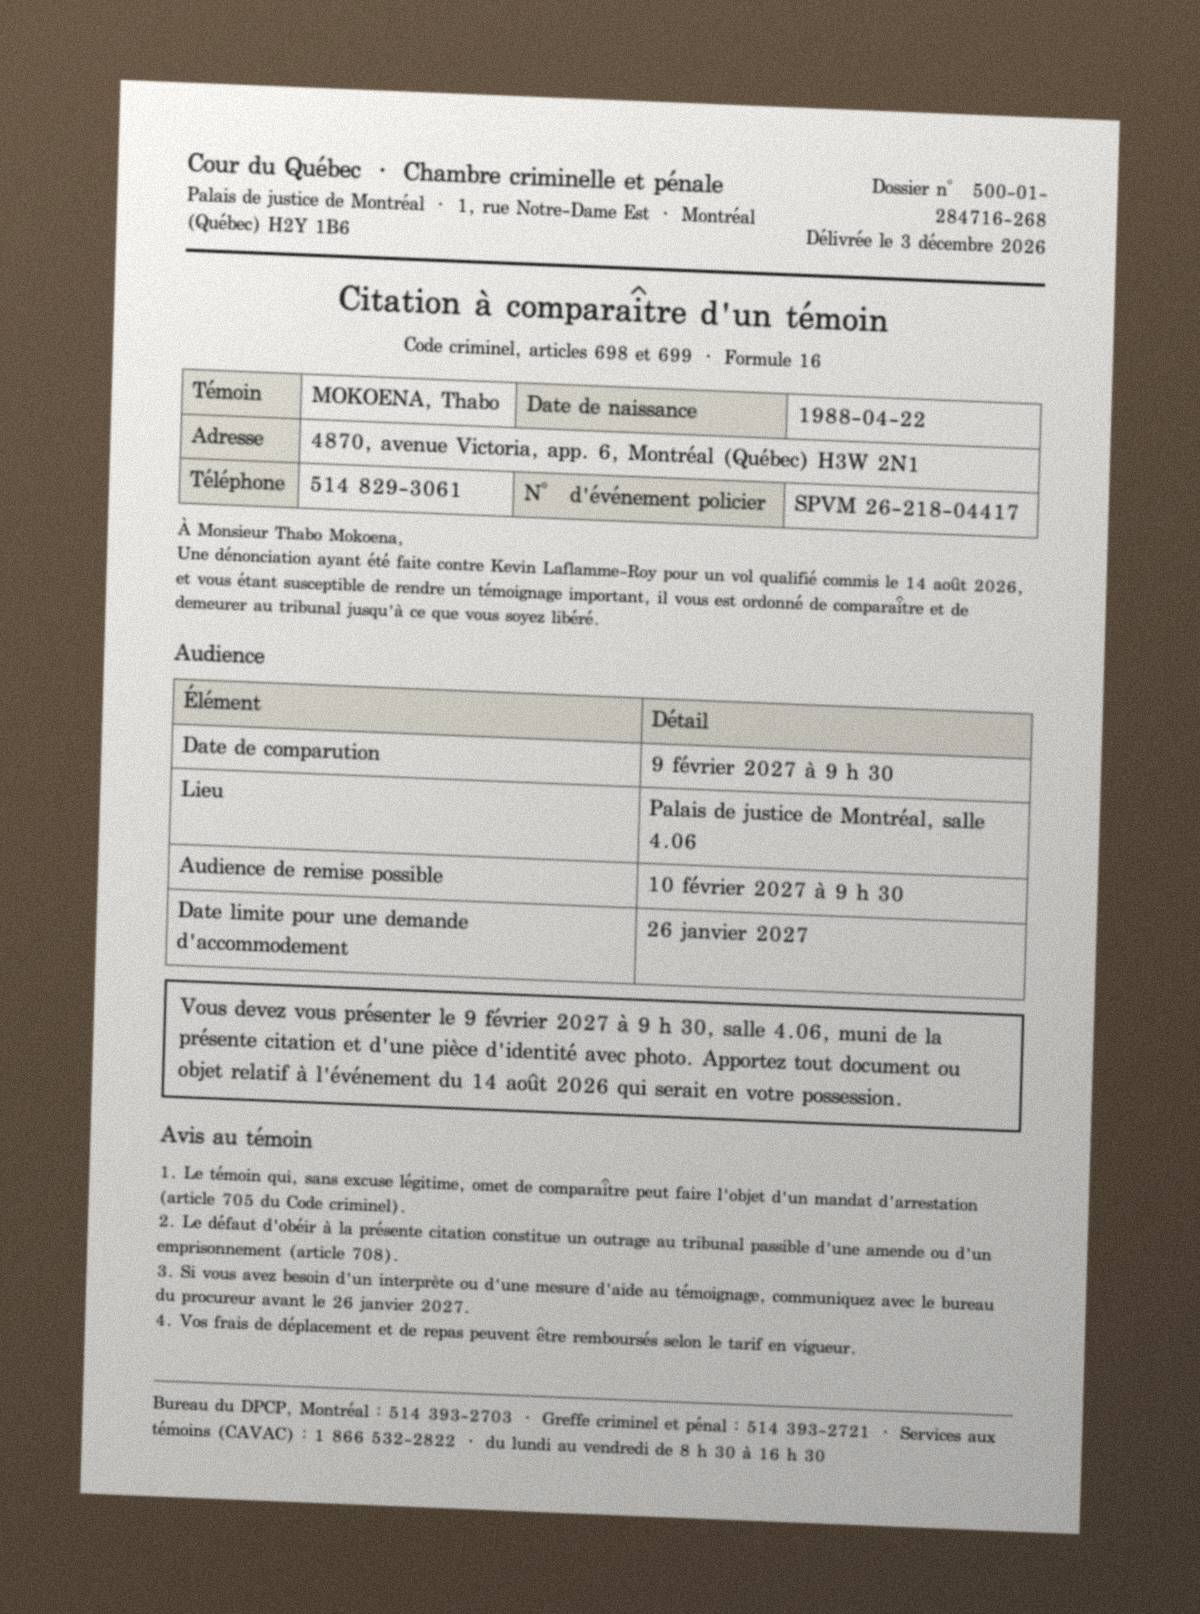 Cour du Québec · Chambre criminelle et pénale
Palais de justice de Montréal · 1, rue Notre-Dame Est · Montréal
(Québec) H2Y 1B6
Dossier n° 500-01-
284716-268
Délivrée le 3 décembre 2026
Citation à comparaître d'un témoin
Code criminel, articles 698 et 699 · Formule 16
Témoin MOKOENA, Thabo Date de naissance 1988-04-22
Adresse 4870, avenue Victoria, app. 6, Montréal (Québec) H3W 2N1
Téléphone 514 829-3061 N° d'événement policier SPVM 26-218-04417
À Monsieur Thabo Mokoena,
Une dénonciation ayant été faite contre Kevin Laflamme-Roy pour un vol qualifié commis le 14 août 2026,
et vous étant susceptible de rendre un témoignage important, il vous est ordonné de comparaître et de
demeurer au tribunal jusqu'à ce que vous soyez libéré.
Audience
Élément Détail
Date de comparution 9 février 2027 à 9 h 30
Lieu Palais de justice de Montréal, salle
4.06
Audience de remise possible 10 février 2027 à 9 h 30
Date limite pour une demande 26 janvier 2027
d'accommodement
Vous devez vous présenter le 9 février 2027 à 9 h 30, salle 4.06, muni de la
présente citation et d'une pièce d'identité avec photo. Apportez tout document ou
objet relatif à l'événement du 14 août 2026 qui serait en votre possession.
Avis au témoin
1. Le témoin qui, sans excuse légitime, omet de comparaître peut faire l'objet d'un mandat d'arrestation
(article 705 du Code criminel).
2. Le défaut d'obéir à la présente citation constitue un outrage au tribunal passible d'une amende ou d'un
emprisonnement (article 708).
3. Si vous avez besoin d'un interprète ou d'une mesure d'aide au témoignage, communiquez avec le bureau
du procureur avant le 26 janvier 2027.
4. Vos frais de déplacement et de repas peuvent être remboursés selon le tarif en vigueur.
Bureau du DPCP, Montréal : 514 393-2703 · Greffe criminel et pénal : 514 393-2721 · Services aux
témoins (CAVAC) : 1 866 532-2822 · du lundi au vendredi de 8 h 30 à 16 h 30